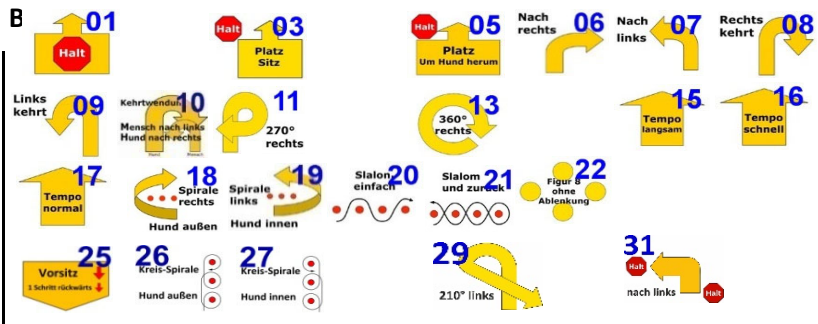 B
01
Halt
03
Halt
Platz
Sitz
05
Halt
Platz
Um Hund herum
06
Nach
rechts
07
Nach
links
08
Rechts
kehrt
09
Links
kehrt
10
Kehrtwendung
Mensch nach links
Hund nach rechts
11
270°
rechts
13
360°
rechts
15
Tempo
langsam
16
Tempo
schnell
17
Tempo
normal
18
Spirale
rechts
Hund außen
19
Spirale
links
Hund innen
20
Slalon
einfach
21
Slalom
und zurück
22
Figur 8
ohne
Ablenkung
25
Vorsitz
1 Schritt rückwärts
26
Kreis-Spirale
Hund außen
27
Kreis-Spirale
Hund innen
29
210° links
31
Halt
nach links
Halt